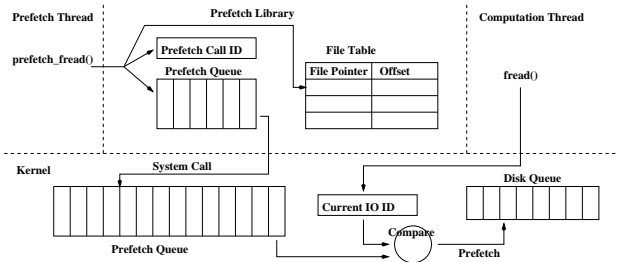 Prefetch Thread
Prefetch Library
Computation Thread
prefetch_fread()
Prefetch Call ID
Prefetch Queue
File Table
File Pointer
Offset
fread()
Kernel
System Call
Prefetch Queue
Current IO ID
Compare
Prefetch
Disk Queue